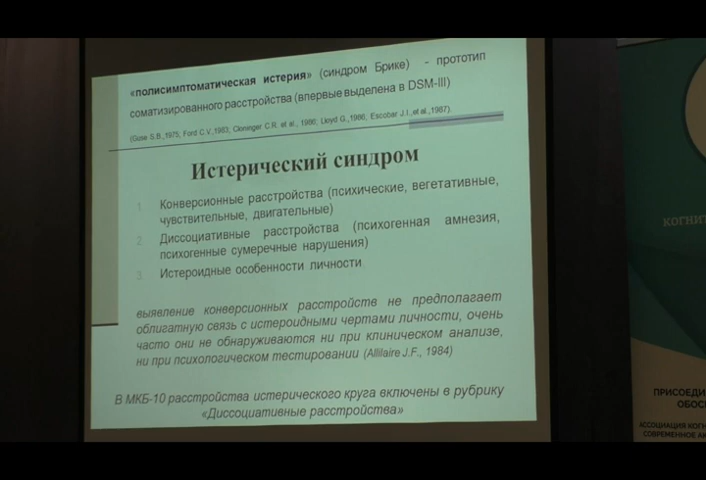 «полисимптоматическая истерия» (синдром Брике) - прототип
соматизированного расстройства (впервые выделена в DSM-III)
(Guse S.B.,1975, Ford C.V.,1983, Cloninger C.R. et al., 1986, Lloyd G.,1986, Escobar J.I.,et al.,1987).
Истерический синдром
1. Конверсионные расстройства (психические, вегетативные,
чувствительные, двигательные)
2. Диссоциативные расстройства (психогенная амнезия,
психогенные сумеречные нарушения)
3. Истероидные особенности личности
выявление конверсионных расстройств не предполагает
облигатную связь с истероидными чертами личности, очень
часто они не обнаруживаются ни при клиническом анализе,
ни при психологическом тестировании (Allilaire J.F., 1984)
В МКБ-10 расстройства истерического круга включены в рубрику
«Диссоциативные расстройства»
АССОЦИАЦИЯ
СОВРЕМЕННОЕ